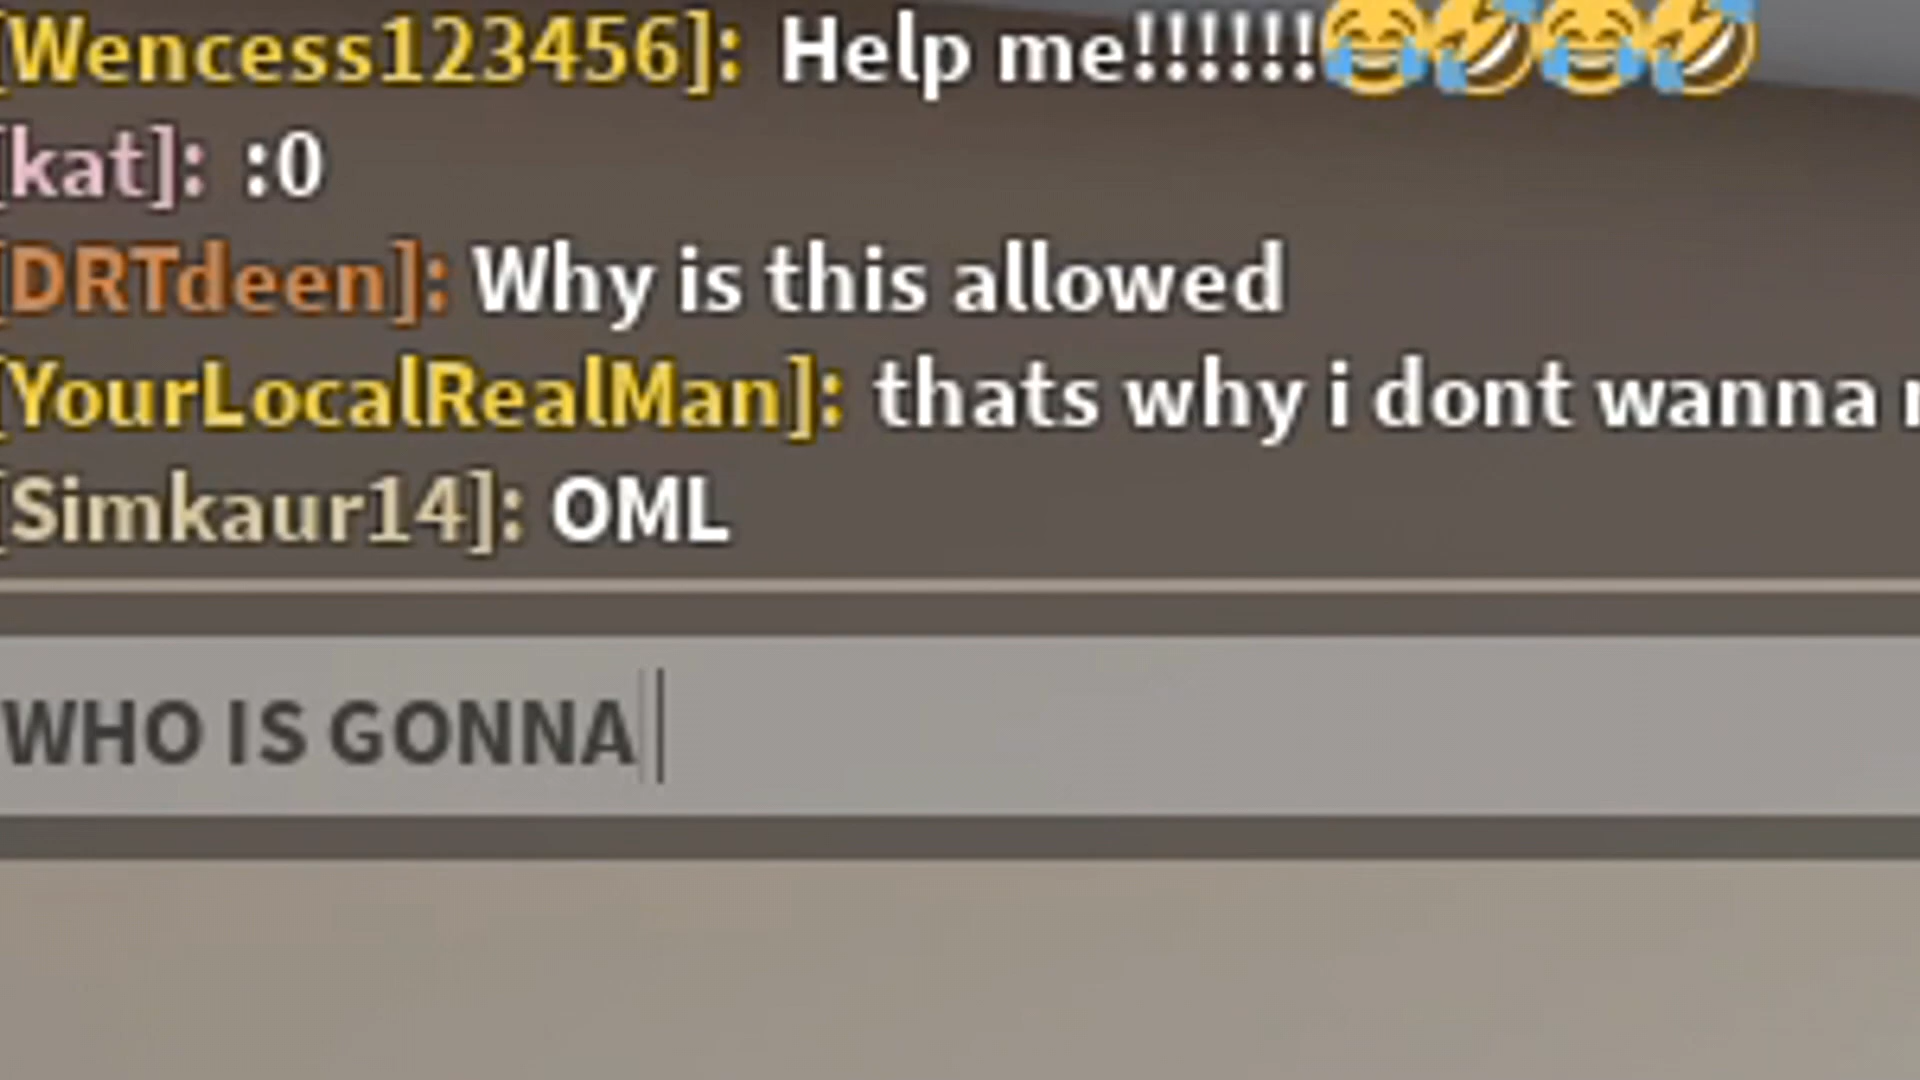 [Wencess123456]: Help me!!!!!!😂🤣😂🤣
[kat]: :0
[DRTdeen]: Why is this allowed
[YourLocalRealMan]: thats why i dont wanna
[Simkaur14]: OML
WHO IS GONNA